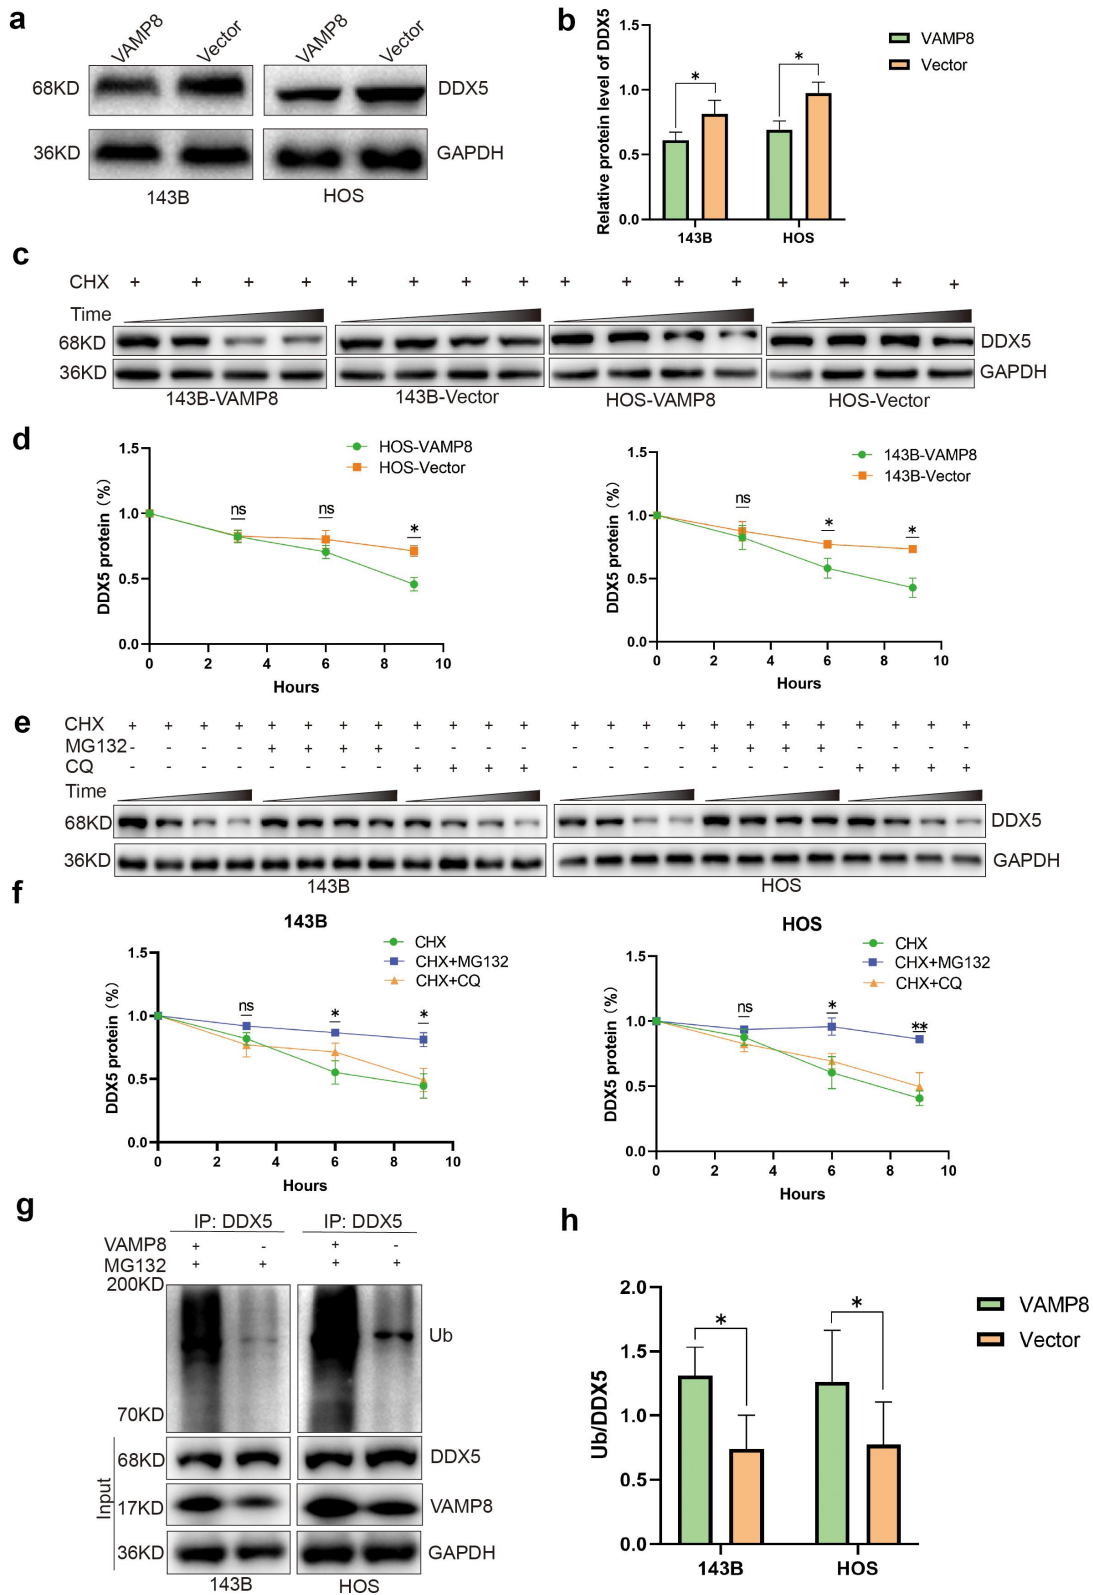 a
VAMP8 Vector VAMP8 Vector
68KD DDX5
36KD GAPDH
143B HOS
b
Relative protein level of DDX5
1.5
1.0
0.5
0.0
* *
143B HOS
VAMP8
Vector
c
CHX + + + + + + + + + + + + + + + +
Time
68KD DDX5
36KD GAPDH
143B-VAMP8 143B-Vector HOS-VAMP8 HOS-Vector
d
HOS-VAMP8
HOS-Vector
DDX5 protein (%)
1.5
1.0
0.5
0.0
ns ns *
0 2 4 6 8 10
Hours
143B-VAMP8
143B-Vector
DDX5 protein (%)
1.5
1.0
0.5
0.0
ns * *
0 2 4 6 8 10
Hours
e
CHX + + + + + + + + + + + + + + + + + + + + + + + +
MG132 - - - - + + + + - - - - - - - - + + + + - - - -
CQ - - - - - - - - + + + + - - - - - - - - + + + +
Time
68KD DDX5
36KD GAPDH
143B HOS
f
143B
CHX
CHX+MG132
CHX+CQ
DDX5 protein (%)
1.5
1.0
0.5
0.0
ns * *
0 2 4 6 8 10
Hours
HOS
CHX
CHX+MG132
CHX+CQ
DDX5 protein (%)
1.5
1.0
0.5
0.0
ns * **
0 2 4 6 8 10
Hours
g
IP: DDX5 IP: DDX5
VAMP8 + - + -
MG132 + + + +
200KD
Ub
70KD
Input
68KD DDX5
17KD VAMP8
36KD GAPDH
143B HOS
h
Ub/DDX5
2.0
1.5
1.0
0.5
0.0
* *
143B HOS
VAMP8
Vector